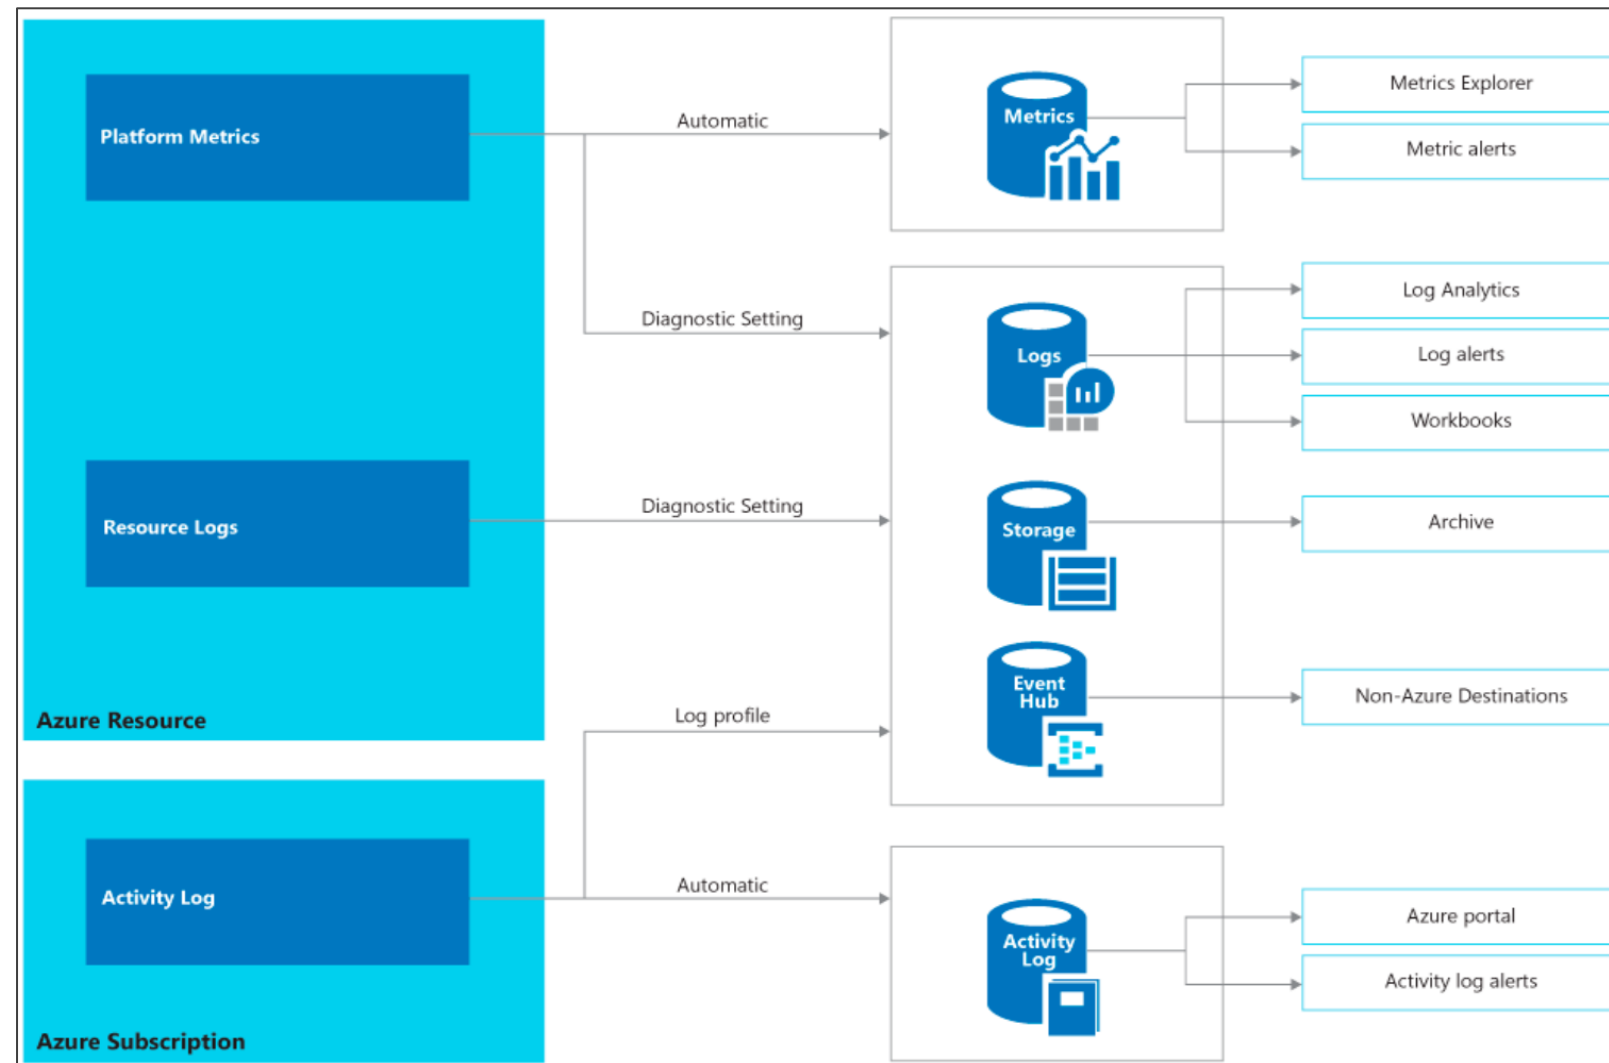 Platform Metrics
Automatic
Metrics
Metrics Explorer
Metric alerts
Diagnostic Setting
Logs
Log Analytics
Log alerts
Workbooks
Resource Logs
Diagnostic Setting
Storage
Archive
Azure Resource
Log profile
Event
Hub
Non-Azure Destinations
Activity Log
Automatic
Activity
Log
Azure portal
Activity log alerts
Azure Subscription